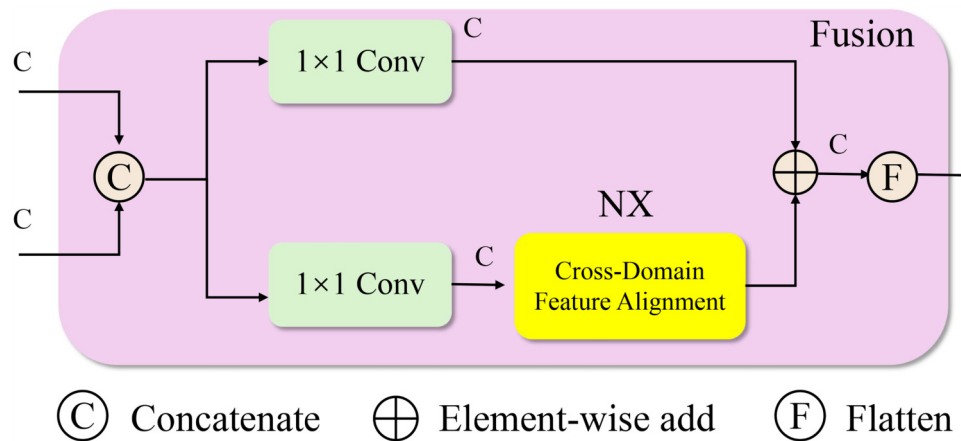 Fusion
C
1×1 Conv
C
C
C
F
C
NX
1×1 Conv
C
Cross-Domain
Feature Alignment
C Concatenate
Element-wise add
F Flatten